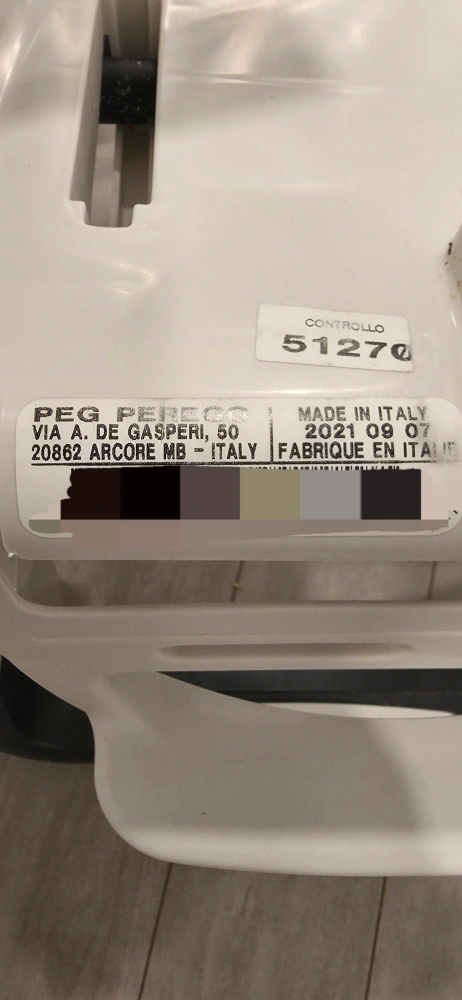 CONTROLLO
51270
PEG PEREGO
VIA A. DE GASPERI, 50
20862 ARCORE MB - ITALY
MADE IN ITALY
2021 09 07
FABRIQUE EN ITALIE